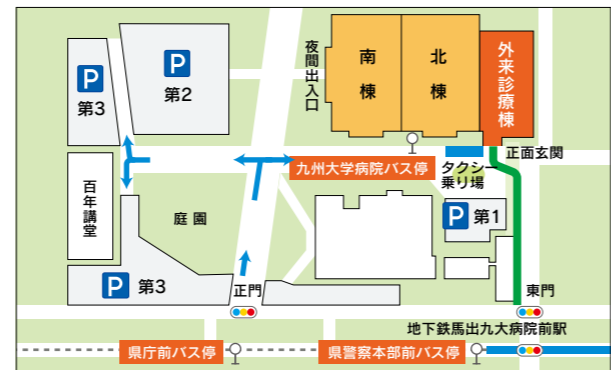 P
第3
P
第2
夜間出入口
南棟
北棟
外来診療棟
九州大学病院バス停
タクシー
乗り場
正面玄関
百年講堂
庭園
P 第1
P 第3
正門
東門
地下鉄馬出九大病院前駅
県庁前バス停
県警察本部前バス停